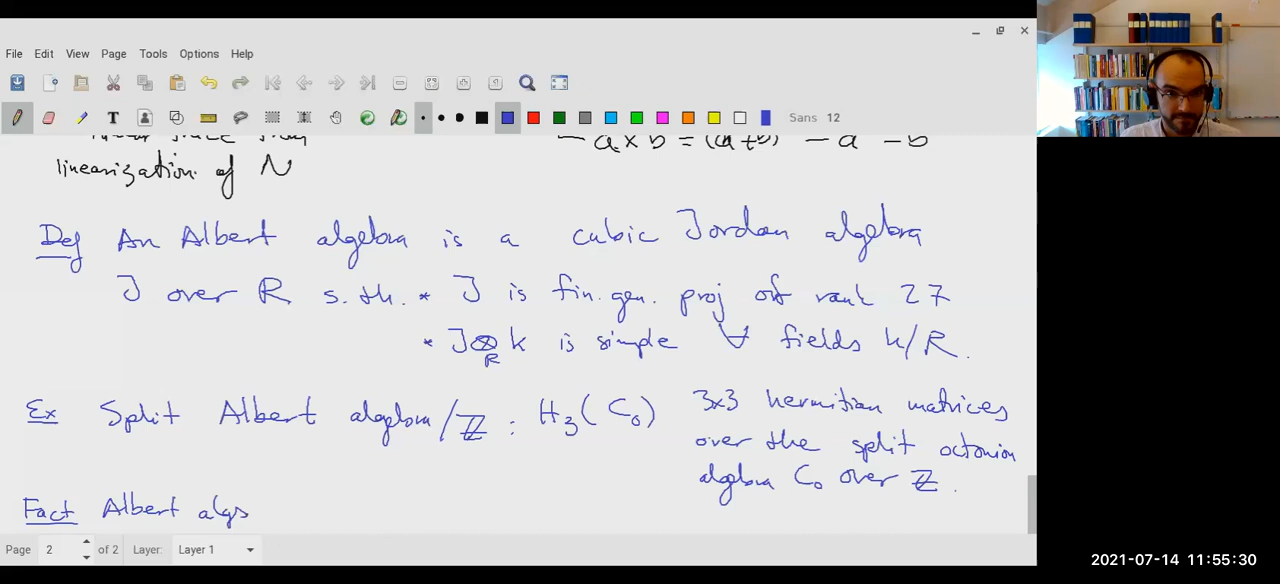 File Edit View Page Tools Options Help
Sans 12
linearization of N
a × b = (a+b) - a - b
Def An Albert algebra is a cubic Jordan algebra
J over R s.th. * J is fin. gen. proj of rank 27
* J⊗k is simple ∀ fields k/R.
R
Ex Split Albert algebra/ℤ : H₃(C₀) 3x3 hermitian matrices
over the split octonion
algebra C₀ over ℤ.
Fact Albert algs
Page 2 of 2 Layer: Layer 1
2021-07-14 11:55:30